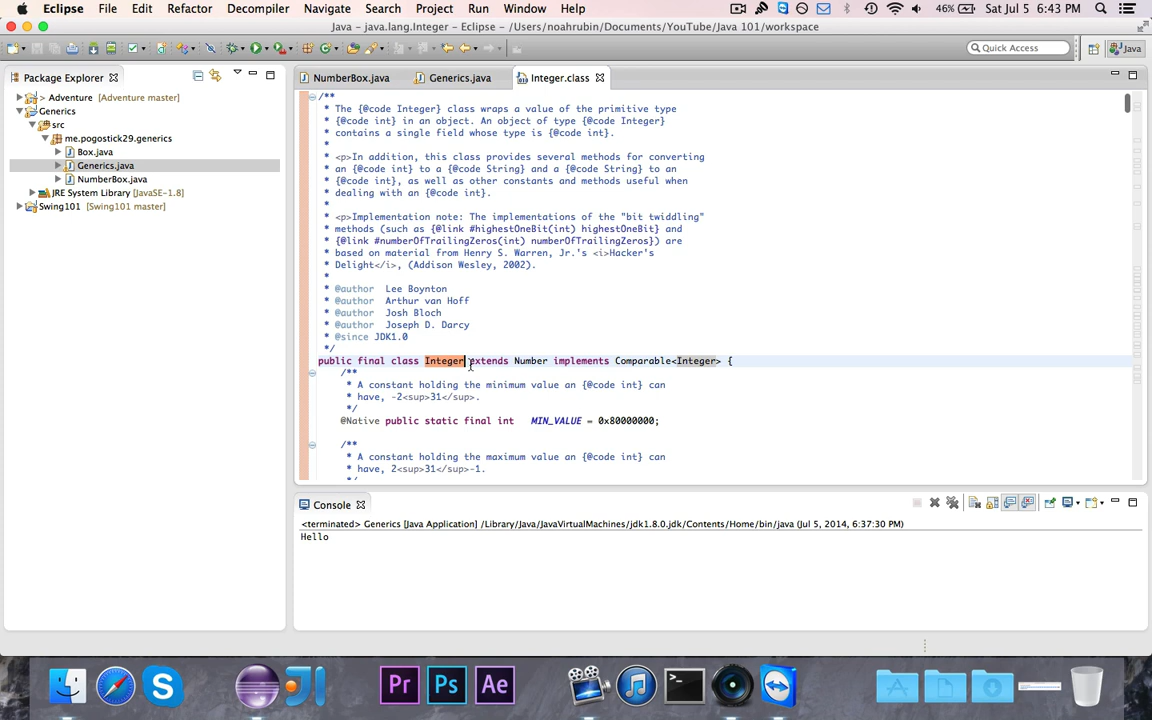 Eclipse File Edit Refactor Decompiler Navigate Search Project Run Window Help 46% Sat Jul 5 6:43 PM
Java - java.lang.Integer - Eclipse - /Users/noahrubin/Documents/YouTube/Java 101/workspace
Quick Access Java
Package Explorer
> Adventure [Adventure master]
Generics
src
me.pogostick29.generics
Box.java
Generics.java
NumberBox.java
JRE System Library [JavaSE-1.8]
Swing101 [Swing101 master]
NumberBox.java Generics.java Integer.class
/**
* The {@code Integer} class wraps a value of the primitive type
* {@code int} in an object. An object of type {@code Integer}
* contains a single field whose type is {@code int}.
*
* <p>In addition, this class provides several methods for converting
* an {@code int} to a {@code String} and a {@code String} to an
* {@code int}, as well as other constants and methods useful when
* dealing with an {@code int}.
*
* <p>Implementation note: The implementations of the "bit twiddling"
* methods (such as {@link #highestOneBit(int) highestOneBit} and
* {@link #numberOfTrailingZeros(int) numberOfTrailingZeros}) are
* based on material from Henry S. Warren, Jr.'s <i>Hacker's
* Delight</i>, (Addison Wesley, 2002).
*
* @author Lee Boynton
* @author Arthur van Hoff
* @author Josh Bloch
* @author Joseph D. Darcy
* @since JDK1.0
*/
public final class Integer extends Number implements Comparable<Integer> {
/**
* A constant holding the minimum value an {@code int} can
* have, -2<sup>31</sup>.
*/
@Native public static final int MIN_VALUE = 0x80000000;
/**
* A constant holding the maximum value an {@code int} can
* have, 2<sup>31</sup>-1.
*/
Console
<terminated> Generics [Java Application] /Library/Java/JavaVirtualMachines/jdk1.8.0.jdk/Contents/Home/bin/java (Jul 5, 2014, 6:37:30 PM)
Hello
Pr Ps Ae